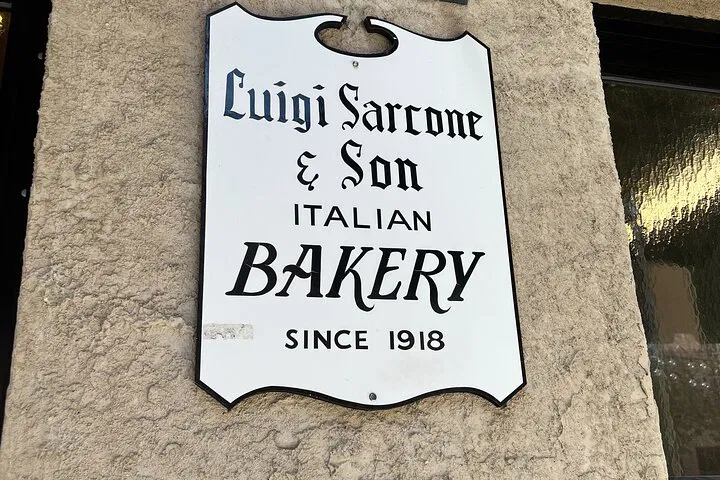 Luigi Sarcone
& Son
ITALIAN
BAKERY
SINCE 1918